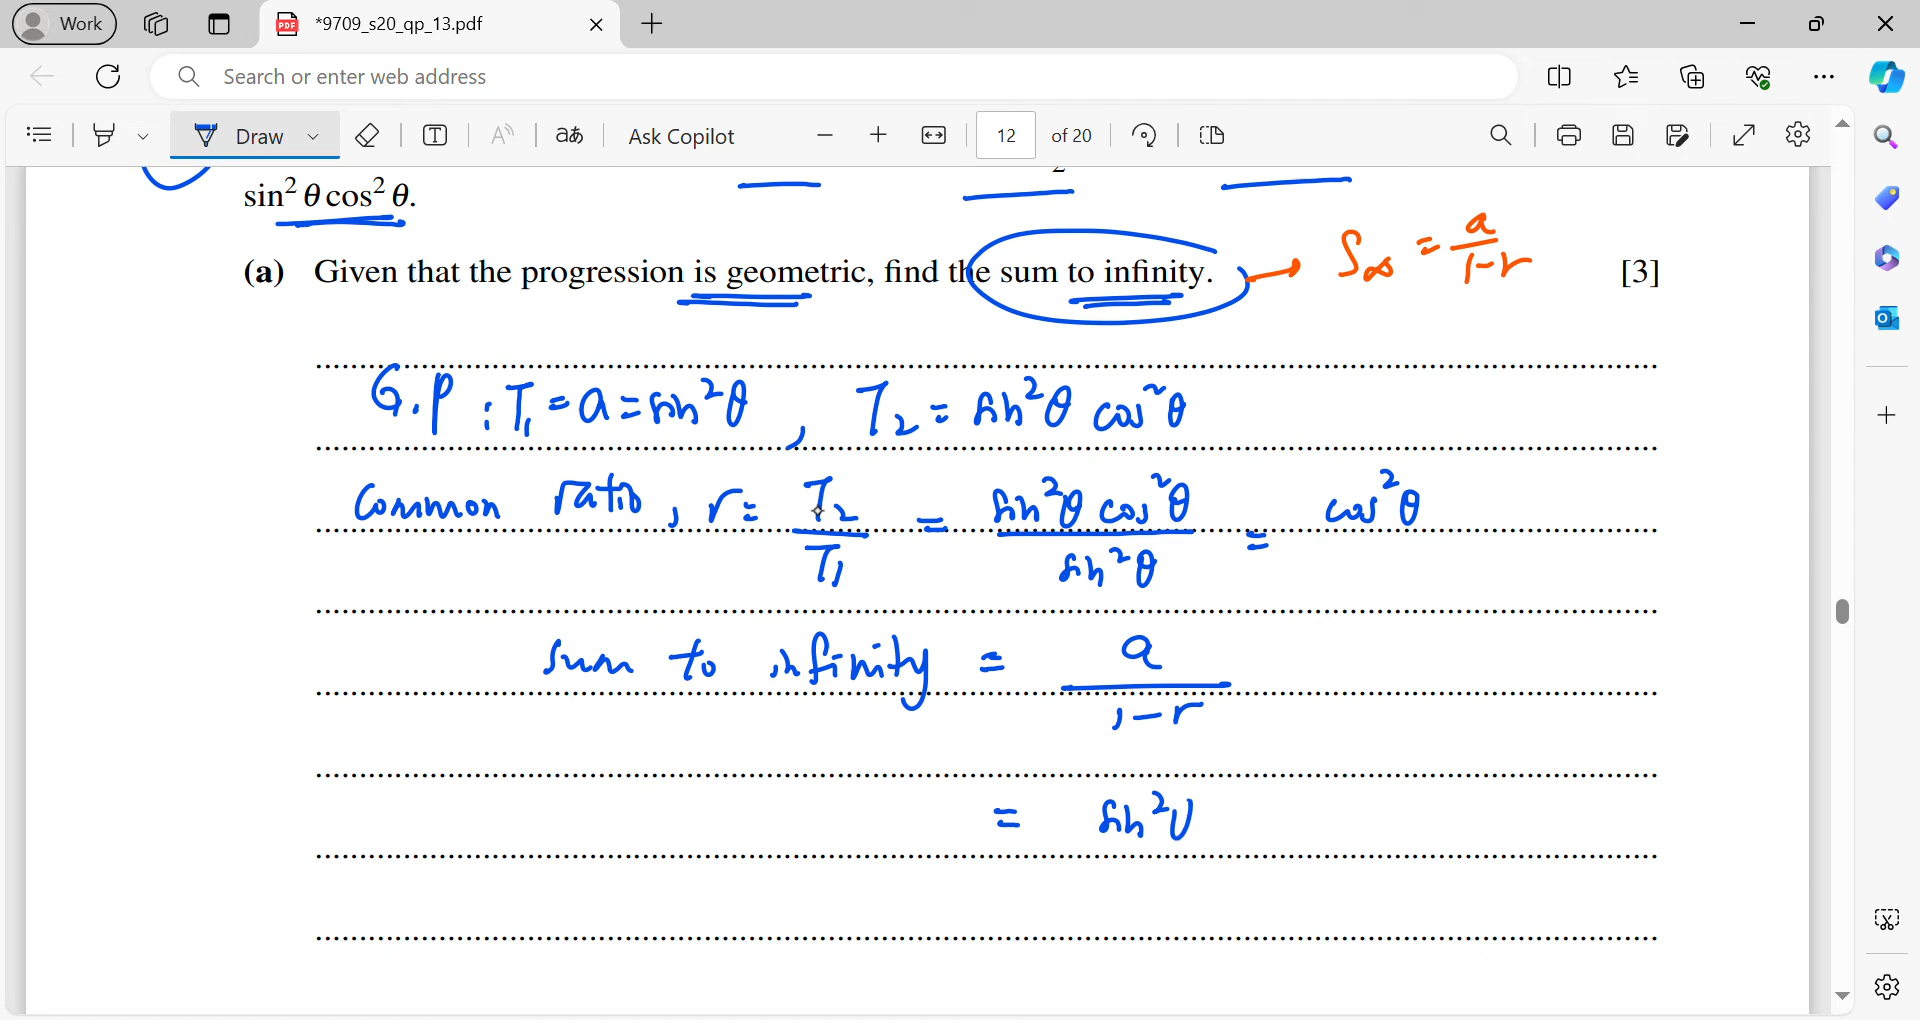 Work
*9709_s20_qp_13.pdf
Search or enter web address
Draw
Ask Copilot
12 of 20
sin² θ cos² θ.
(a) Given that the progression is geometric, find the sum to infinity. [3]
S∞ = a/(1-r)
G.P : T₁ = a = sin²θ , T₂ = sin²θ cos²θ
Common ratio, r = T₂/T₁ = sin²θ cos²θ / sin²θ = cos²θ
Sum to infinity = a/(1-r)
= sin²